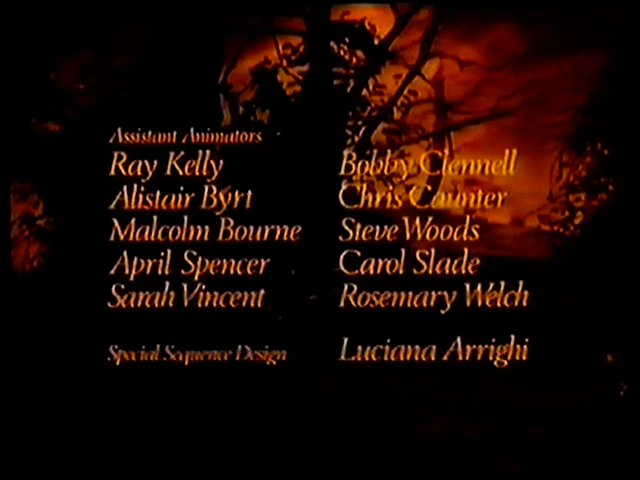 Assistant Animators
Ray Kelly Bobby Clennell
Alistair Byrt Chris Caunter
Malcolm Bourne Steve Woods
April Spencer Carol Slade
Sarah Vincent Rosemary Welch
Special Sequence Design Luciana Arrighi